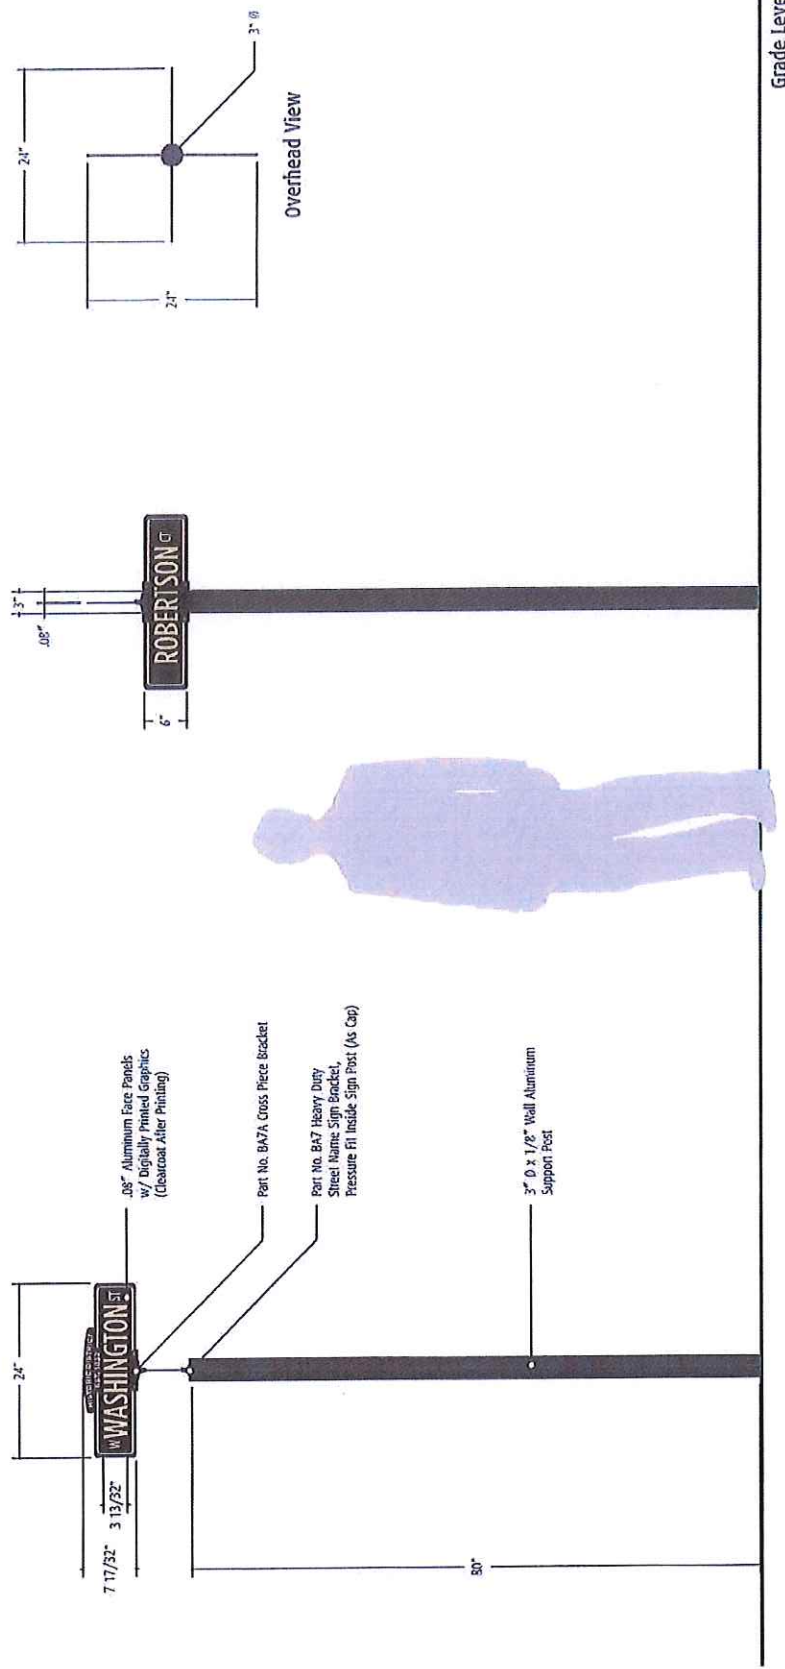 24"
7 17/32"
3 13/32"
HISTORIC DISTRICT
W WASHINGTON ST
.08" Aluminum Face Panels
w/ Digitally Printed Graphics
(Clearcoat After Printing)
Part No. BA7A Cross Piece Bracket
Part No. BA7 Heavy Duty
Street Name Sign Bracket,
Pressure Fit Inside Sign Post (As Cap)
3" D x 1/8" Wall Aluminum
Support Post
80"
.08"
3"
6"
ROBERTSON CT
24"
24"
3" Ø
Overhead View